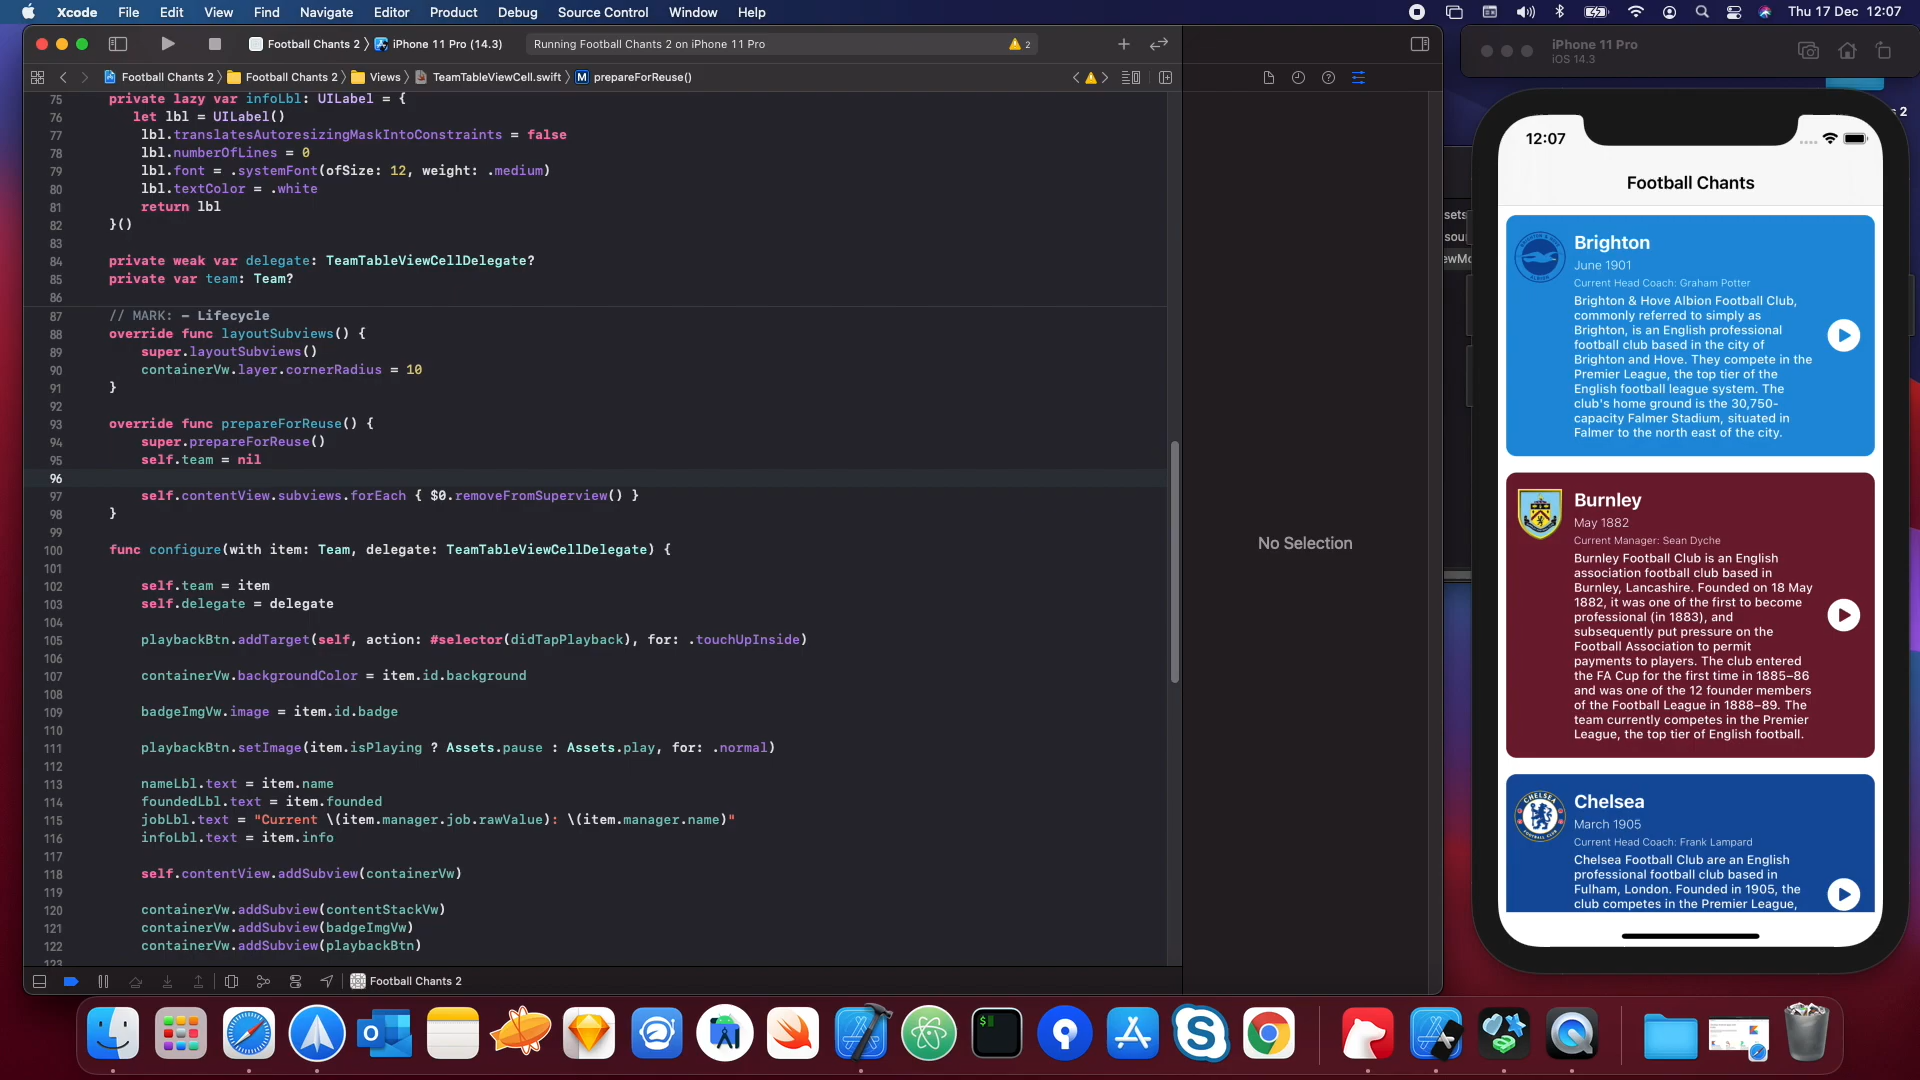 Xcode File Edit View Find Navigate Editor Product Debug Source Control Window Help Thu 17 Dec 12:07
Football Chants 2 iPhone 11 Pro (14.3) Running Football Chants 2 on iPhone 11 Pro 2
Football Chants 2 Football Chants 2 Views TeamTableViewCell.swift M prepareForReuse()
75 private lazy var infoLbl: UILabel = {
76 let lbl = UILabel()
77 lbl.translatesAutoresizingMaskIntoConstraints = false
78 lbl.numberOfLines = 0
79 lbl.font = .systemFont(ofSize: 12, weight: .medium)
80 lbl.textColor = .white
81 return lbl
82 }()
83
84 private weak var delegate: TeamTableViewCellDelegate?
85 private var team: Team?
86
87 // MARK: - Lifecycle
88 override func layoutSubviews() {
89 super.layoutSubviews()
90 containerVw.layer.cornerRadius = 10
91 }
92
93 override func prepareForReuse() {
94 super.prepareForReuse()
95 self.team = nil
96
97 self.contentView.subviews.forEach { $0.removeFromSuperview() }
98 }
99
100 func configure(with item: Team, delegate: TeamTableViewCellDelegate) {
101
102 self.team = item
103 self.delegate = delegate
104
105 playbackBtn.addTarget(self, action: #selector(didTapPlayback), for: .touchUpInside)
106
107 containerVw.backgroundColor = item.id.background
108
109 badgeImgVw.image = item.id.badge
110
111 playbackBtn.setImage(item.isPlaying ? Assets.pause : Assets.play, for: .normal)
112
113 nameLbl.text = item.name
114 foundedLbl.text = item.founded
115 jobLbl.text = "Current \(item.manager.job.rawValue): \(item.manager.name)"
116 infoLbl.text = item.info
117
118 self.contentView.addSubview(containerVw)
119
120 containerVw.addSubview(contentStackVw)
121 containerVw.addSubview(badgeImgVw)
122 containerVw.addSubview(playbackBtn)
123
Football Chants 2
No Selection
sets
sou
ewMo
s 2
iPhone 11 Pro
iOS 14.3
12:07
Football Chants
Brighton
June 1901
Current Head Coach: Graham Potter
Brighton & Hove Albion Football Club,
commonly referred to simply as
Brighton, is an English professional
football club based in the city of
Brighton and Hove. They compete in the
Premier League, the top tier of the
English football league system. The
club's home ground is the 30,750-
capacity Falmer Stadium, situated in
Falmer to the north east of the city.
Burnley
May 1882
Current Manager: Sean Dyche
Burnley Football Club is an English
association football club based in
Burnley, Lancashire. Founded on 18 May
1882, it was one of the first to become
professional (in 1883), and
subsequently put pressure on the
Football Association to permit
payments to players. The club entered
the FA Cup for the first time in 1885–86
and was one of the 12 founder members
of the Football League in 1888–89. The
team currently competes in the Premier
League, the top tier of English football.
CHELSEA
Chelsea
March 1905
Current Head Coach: Frank Lampard
Chelsea Football Club are an English
professional football club based in
Fulham, London. Founded in 1905, the
club competes in the Premier League,